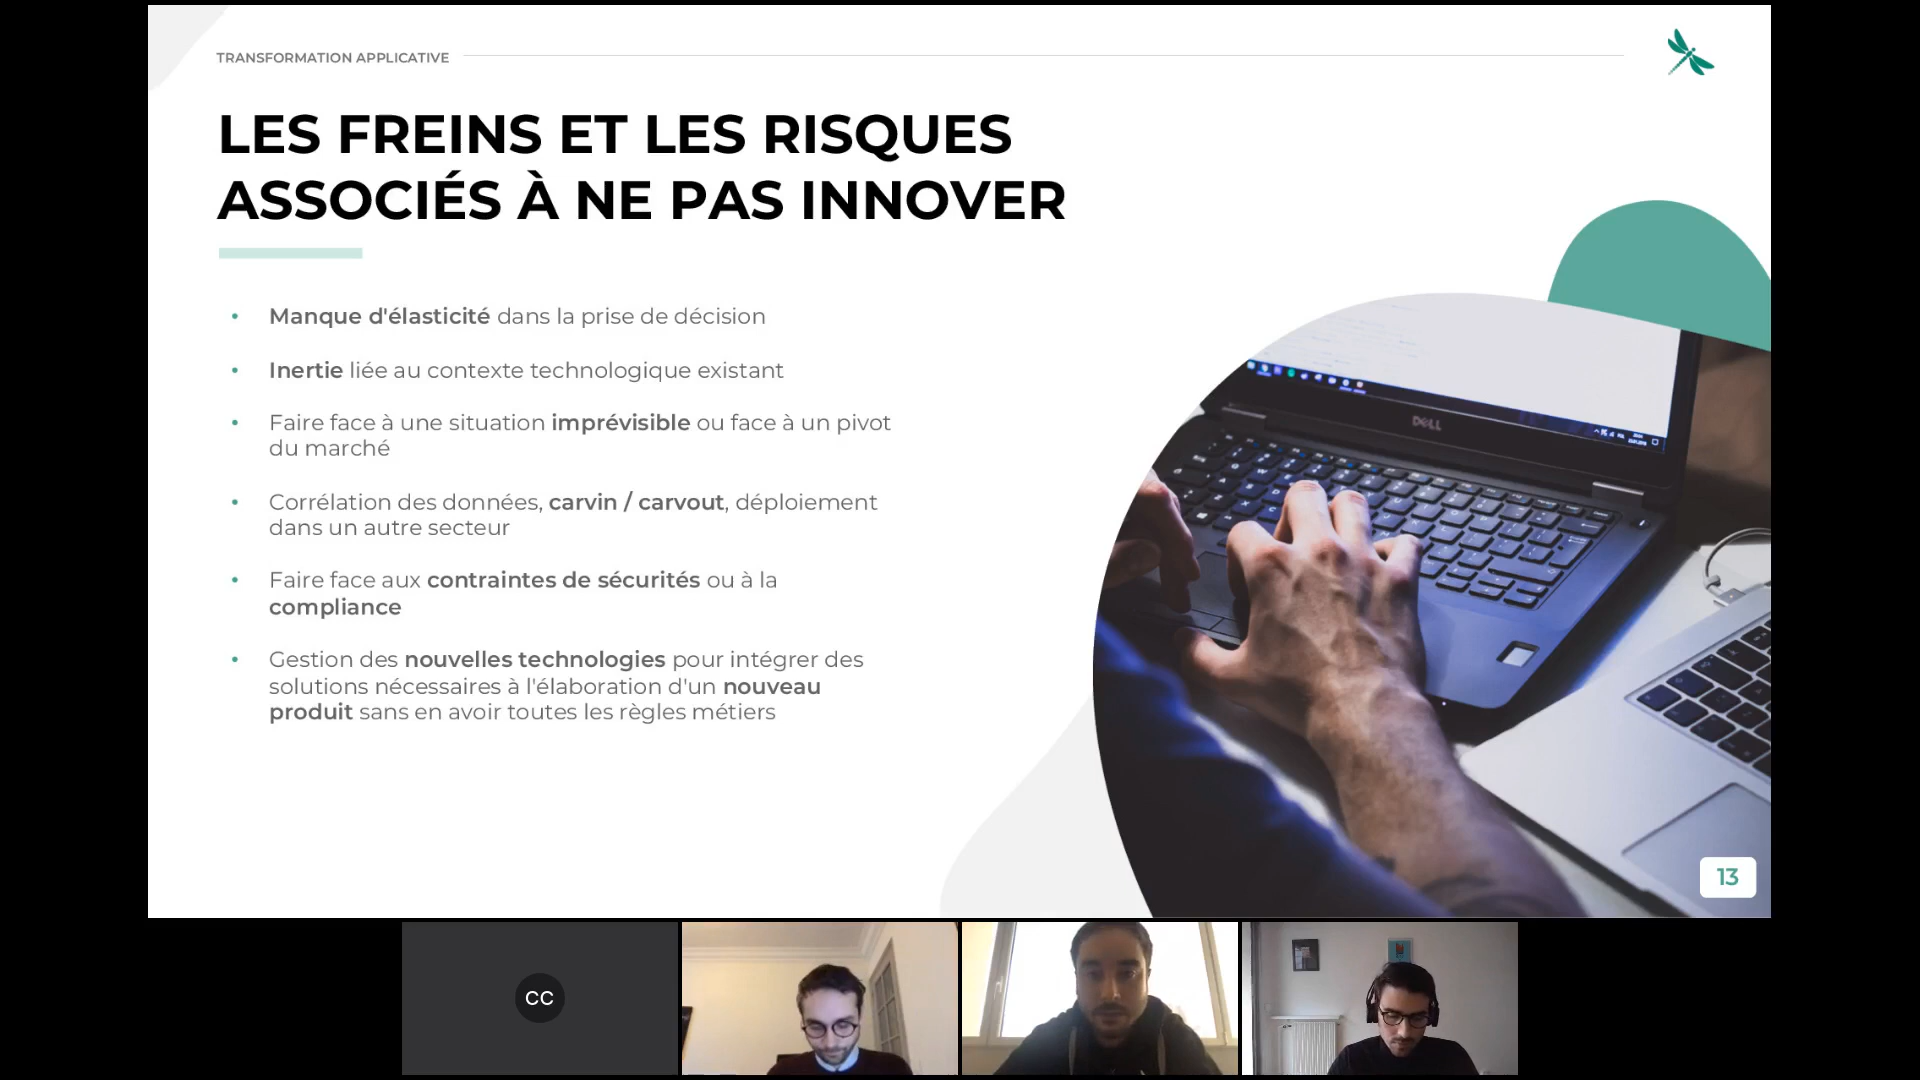 TRANSFORMATION APPLICATIVE
LES FREINS ET LES RISQUES
ASSOCIÉS À NE PAS INNOVER
• Manque d'élasticité dans la prise de décision
• Inertie liée au contexte technologique existant
• Faire face à une situation imprévisible ou face à un pivot
du marché
• Corrélation des données, carvin / carvout, déploiement
dans un autre secteur
• Faire face aux contraintes de sécurités ou à la
compliance
• Gestion des nouvelles technologies pour intégrer des
solutions nécessaires à l'élaboration d'un nouveau
produit sans en avoir toutes les règles métiers
DELL
13
CC